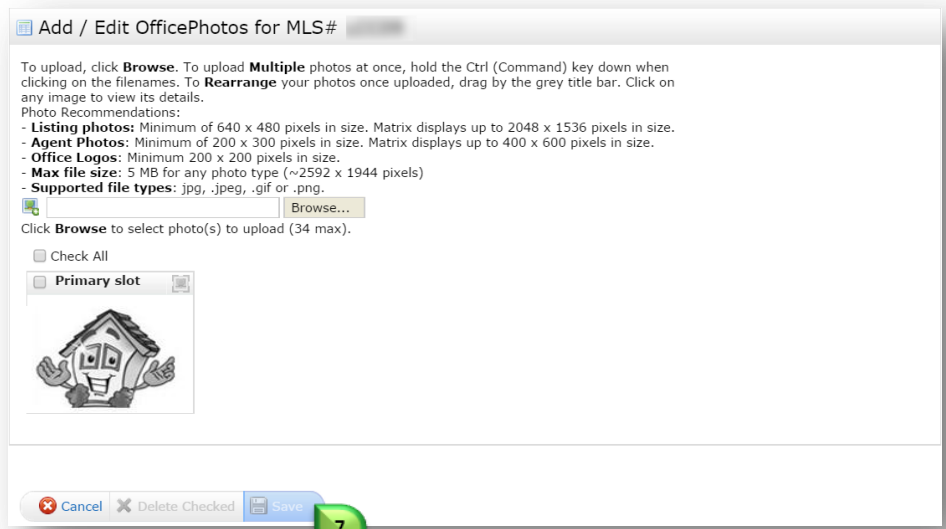 Add / Edit OfficePhotos for MLS#
To upload, click Browse. To upload Multiple photos at once, hold the Ctrl (Command) key down when
clicking on the filenames. To Rearrange your photos once uploaded, drag by the grey title bar. Click on
any image to view its details.
Photo Recommendations:
- Listing photos: Minimum of 640 x 480 pixels in size. Matrix displays up to 2048 x 1536 pixels in size.
- Agent Photos: Minimum of 200 x 300 pixels in size. Matrix displays up to 400 x 600 pixels in size.
- Office Logos: Minimum 200 x 200 pixels in size.
- Max file size: 5 MB for any photo type (~2592 x 1944 pixels)
- Supported file types: jpg, .jpeg, .gif or .png.
Browse...
Click Browse to select photo(s) to upload (34 max).
Check All
Primary slot
Cancel Delete Checked Save
7